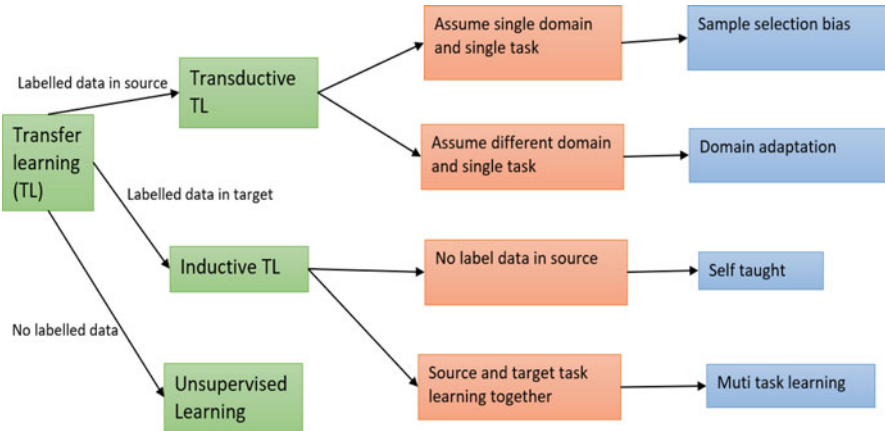 Assume single domain
and single task
Sample selection bias
Labelled data in source
Transductive
TL
Transfer
learning
(TL)
Assume different domain
and single task
Domain adaptation
Labelled data in target
Inductive TL
No label data in source
Self taught
No labelled data
Unsupervised
Learning
Source and target task
learning together
Muti task learning